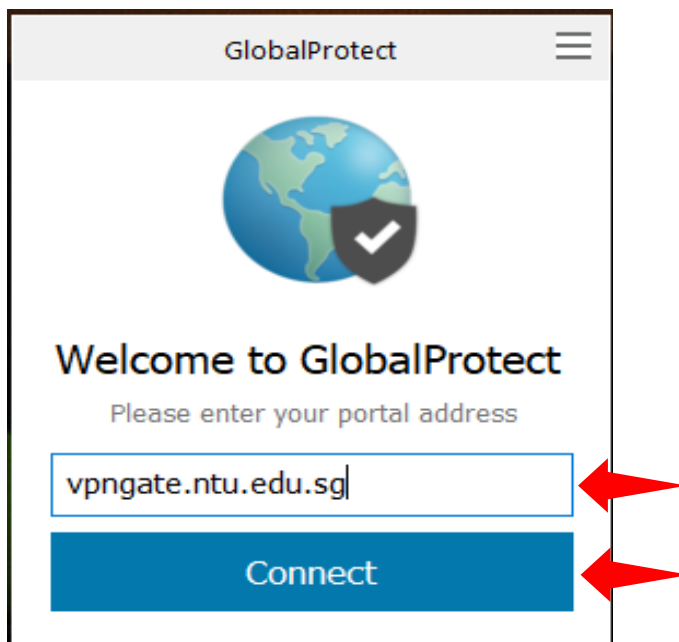 GlobalProtect
Welcome to GlobalProtect
Please enter your portal address
vpngate.ntu.edu.sg
Connect